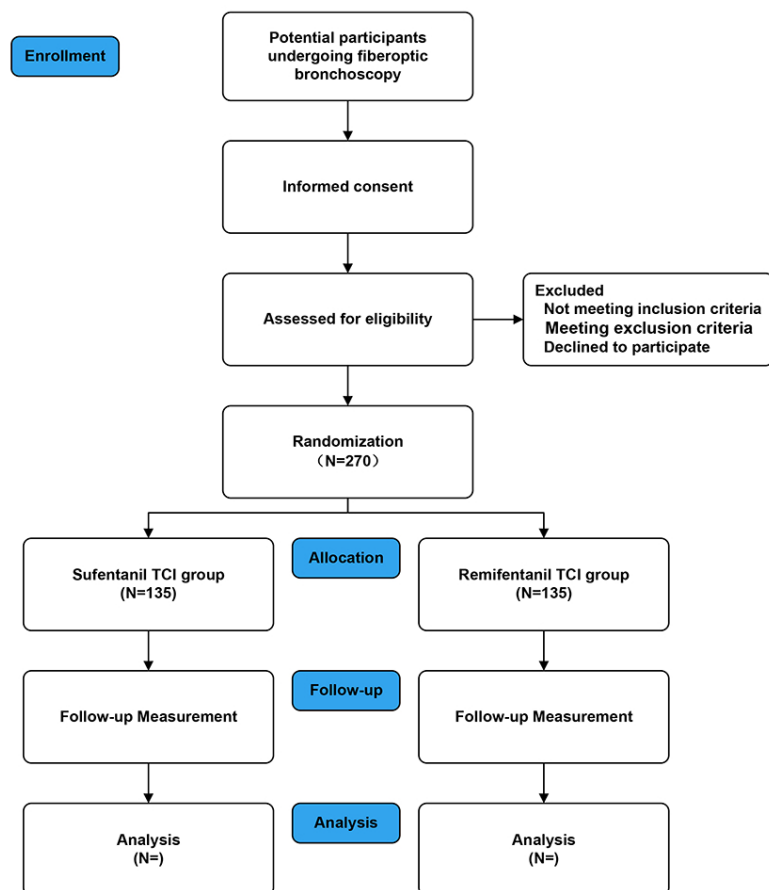 Enrollment
Potential participants
undergoing fiberoptic
bronchoscopy
Informed consent
Assessed for eligibility
Excluded
Not meeting inclusion criteria
Meeting exclusion criteria
Declined to participate
Randomization
（N=270）
Allocation
Sufentanil TCI group
(N=135)
Remifentanil TCI group
(N=135)
Follow-up
Follow-up Measurement
Follow-up Measurement
Analysis
Analysis
(N=)
Analysis
(N=)